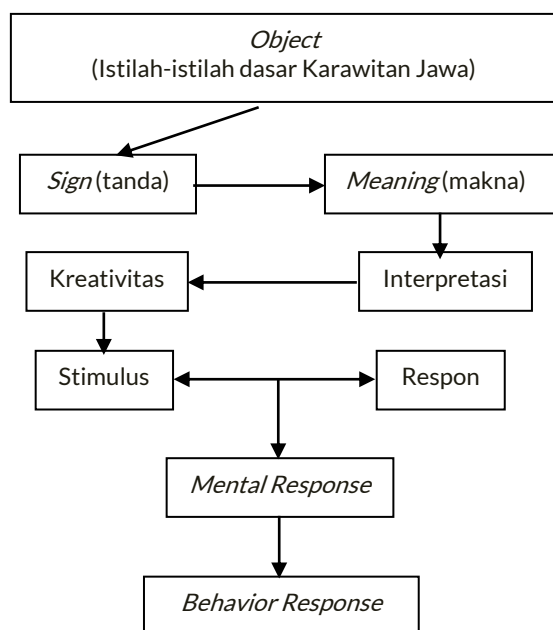 Object
(Istilah-istilah dasar Karawitan Jawa)
Sign (tanda)
Meaning (makna)
Kreativitas
Interpretasi
Stimulus
Respon
Mental Response
Behavior Response